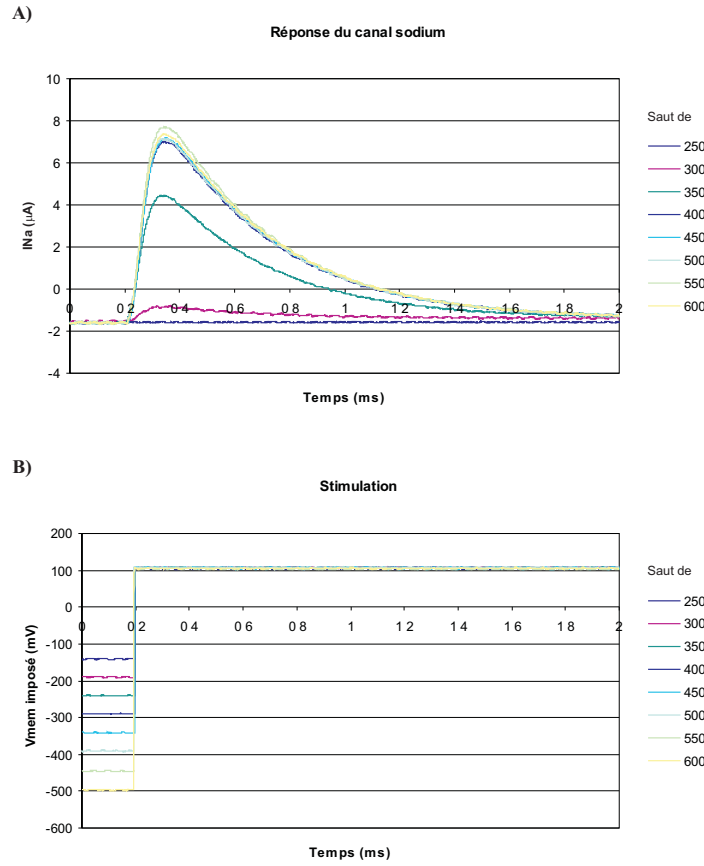 A)
Réponse du canal sodium
10
8
6
4
2
0
-2
-4
0 0 2 0 4 0 6 0 8 1 1 2 1 4 1 6 1 8 2
INa (µA)
Temps (ms)
Saut de
250
300
350
400
450
500
550
600
B)
Stimulation
200
100
0
-100
-200
-300
-400
-500
-600
0 0 2 0 4 0 6 0 8 1 1 2 1 4 1 6 1 8 2
Vmem imposé (mV)
Temps (ms)
Saut de
250
300
350
400
450
500
550
600